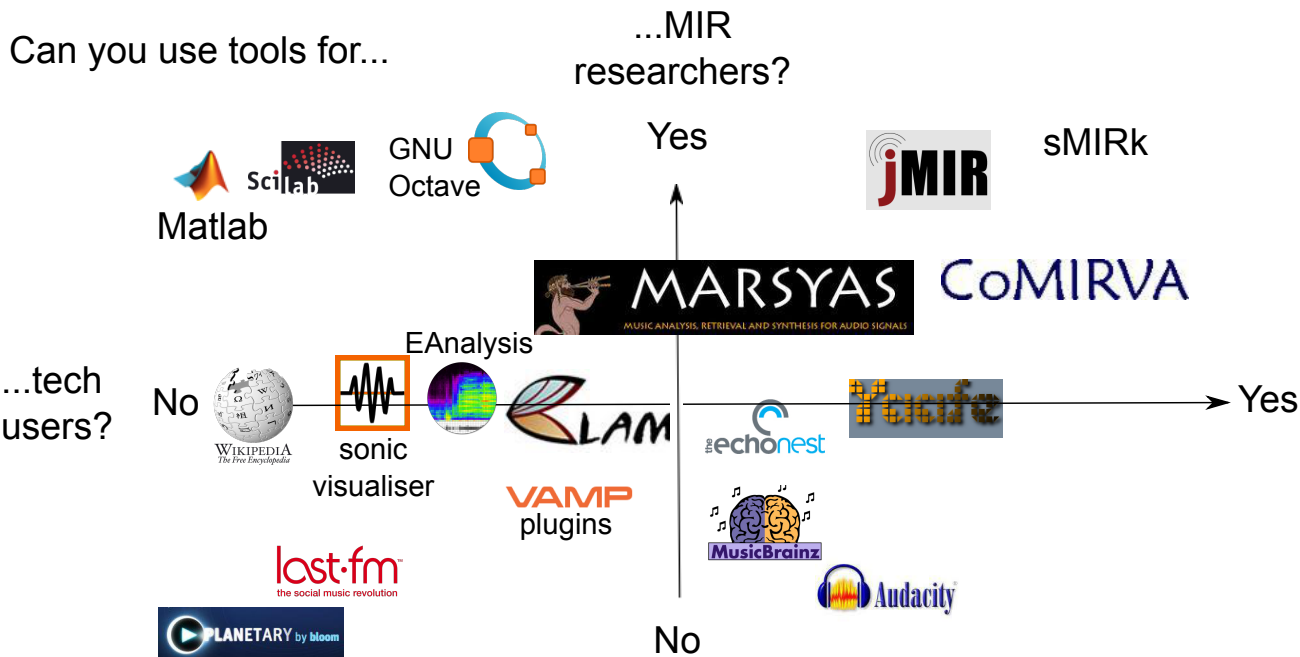 Can you use tools for...
...MIR
researchers?
Yes
Matlab
Scilab
GNU
Octave
jMIR
sMIRk
MARSYAS
MUSIC ANALYSIS, RETRIEVAL AND SYNTHESIS FOR AUDIO SIGNALS
CoMIRVA
...tech
users?
No
WIKIPEDIA
The Free Encyclopedia
sonic
visualiser
EAnalysis
CLAM
the echonest
Yaafe
Yes
VAMP
plugins
MusicBrainz
last.fm
the social music revolution
Audacity
PLANETARY by bloom
No